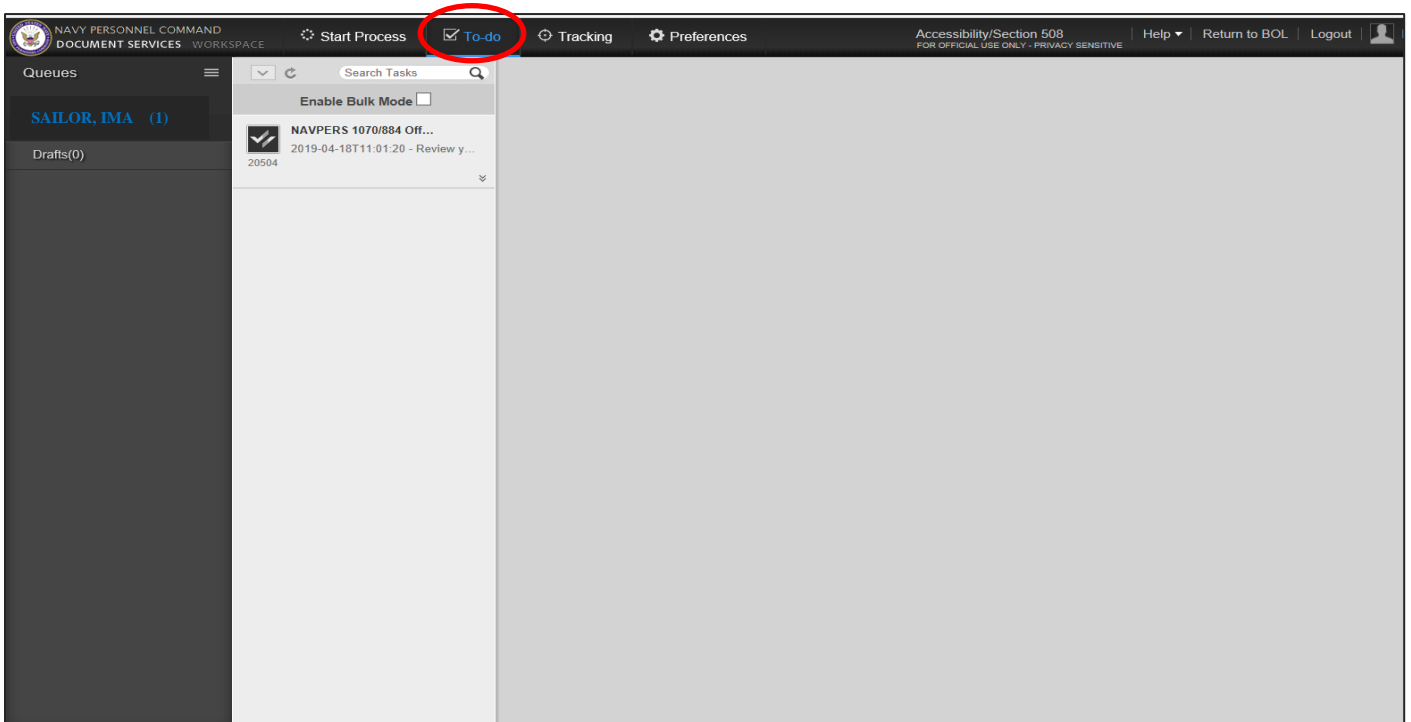 NAVY PERSONNEL COMMAND
DOCUMENT SERVICES WORKSPACE
Start Process
To-do
Tracking
Preferences
Accessibility/Section 508
FOR OFFICIAL USE ONLY - PRIVACY SENSITIVE
Help
Return to BOL
Logout
Queues
Search Tasks
Enable Bulk Mode
SAILOR, IMA (1)
NAVPERS 1070/884 Off...
2019-04-18T11:01:20 - Review y...
20504
Drafts(0)